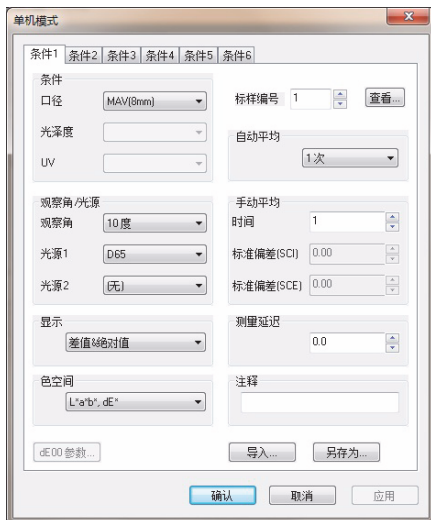 单机模式
条件1 条件2 条件3 条件4 条件5 条件6
条件
口径 MAV(8mm)
标样编号 1 查看...
光泽度
自动平均
UV
1次
观察角/光源
手动平均
观察角 10度
时间 1
光源1 D65
标准偏差(SCI) 0.00
光源2 (无)
标准偏差(SCE) 0.00
显示
测量延迟
差值&绝对值
0.0
色空间
注释
L*a*b*, dE*
dE00参数...
导入... 另存为...
确认 取消 应用